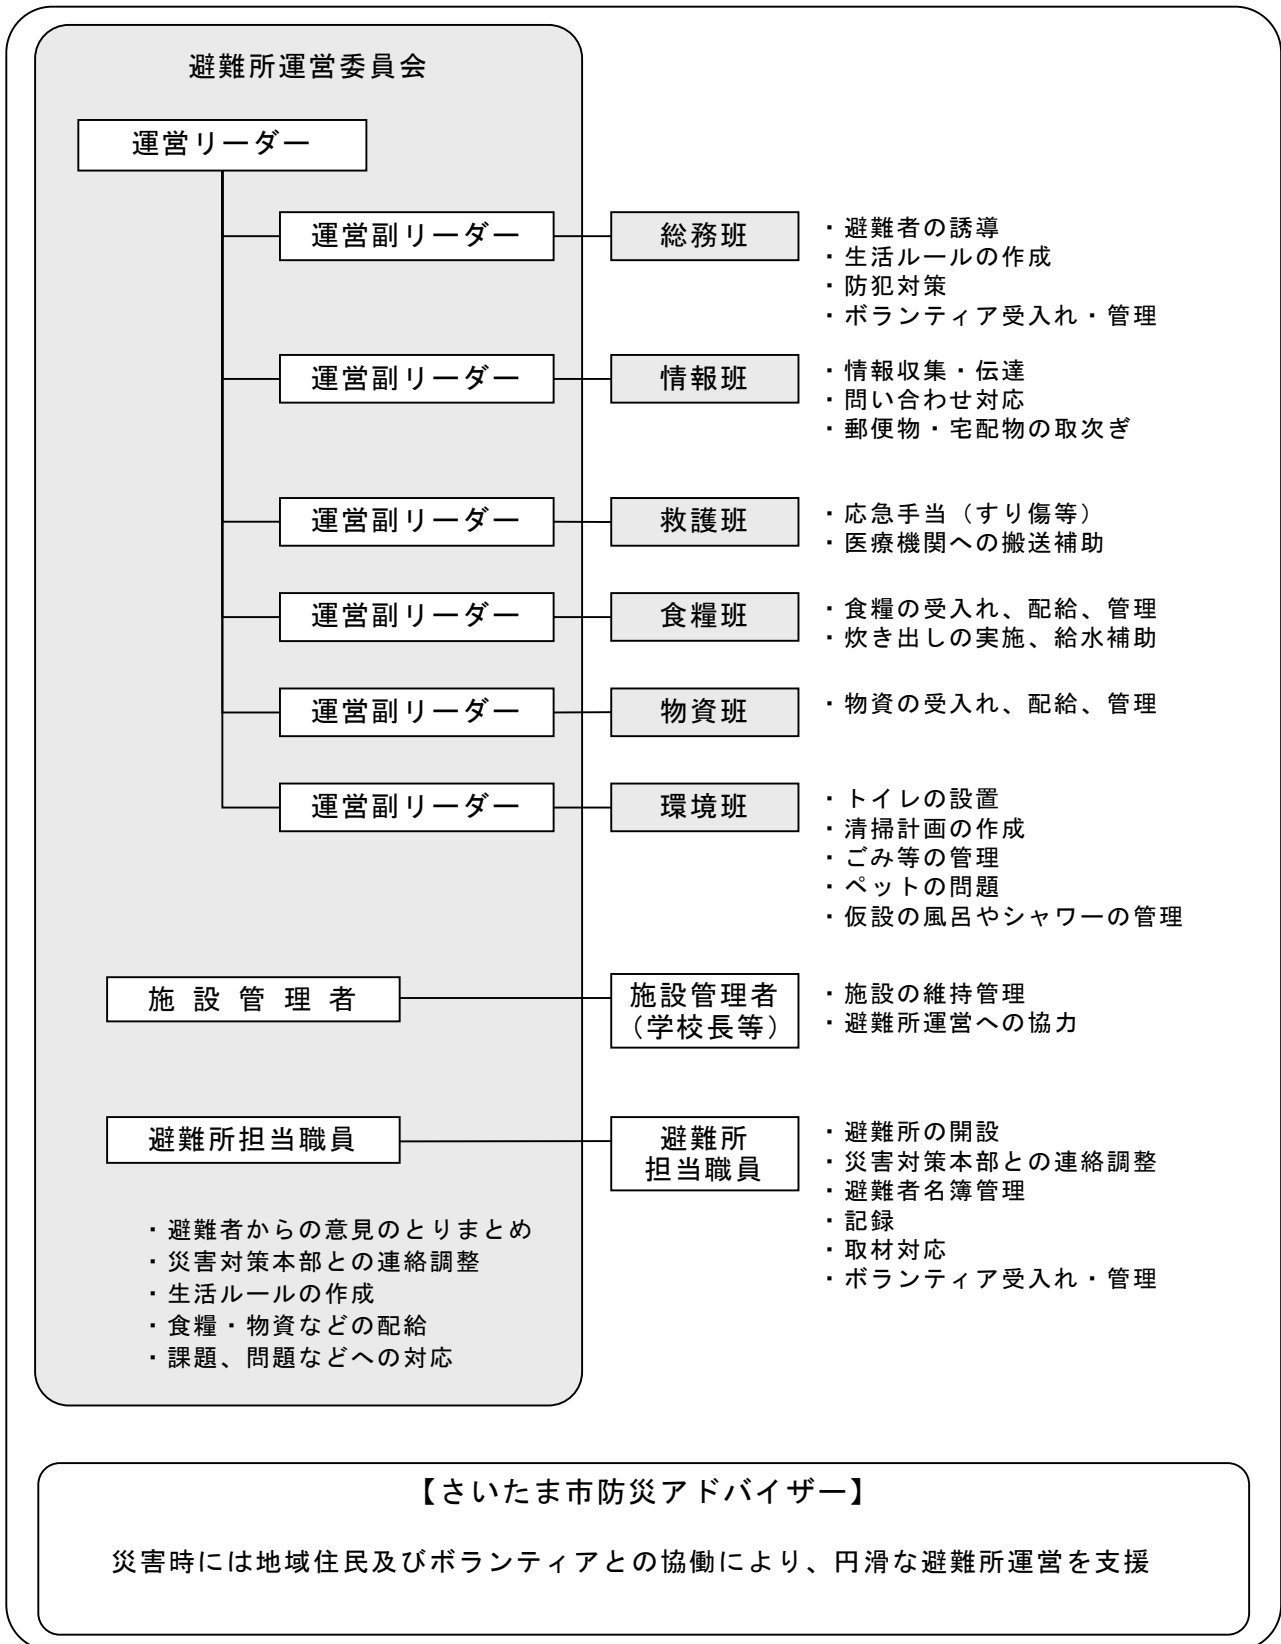 避難所運営委員会
運営リーダー
運営副リーダー
総務班
・避難者の誘導
・生活ルールの作成
・防犯対策
・ボランティア受入れ・管理
運営副リーダー
情報班
・情報収集・伝達
・問い合わせ対応
・郵便物・宅配物の取次ぎ
運営副リーダー
救護班
・応急手当（すり傷等）
・医療機関への搬送補助
運営副リーダー
食糧班
・食糧の受入れ、配給、管理
・炊き出しの実施、給水補助
運営副リーダー
物資班
・物資の受入れ、配給、管理
運営副リーダー
環境班
・トイレの設置
・清掃計画の作成
・ごみ等の管理
・ペットの問題
・仮設の風呂やシャワーの管理
施設管理者
施設管理者
（学校長等）
・施設の維持管理
・避難所運営への協力
避難所担当職員
避難所
担当職員
・避難所の開設
・災害対策本部との連絡調整
・避難者名簿管理
・記録
・取材対応
・ボランティア受入れ・管理
・避難者からの意見のとりまとめ
・災害対策本部との連絡調整
・生活ルールの作成
・食糧・物資などの配給
・課題、問題などへの対応
【さいたま市防災アドバイザー】
災害時には地域住民及びボランティアとの協働により、円滑な避難所運営を支援